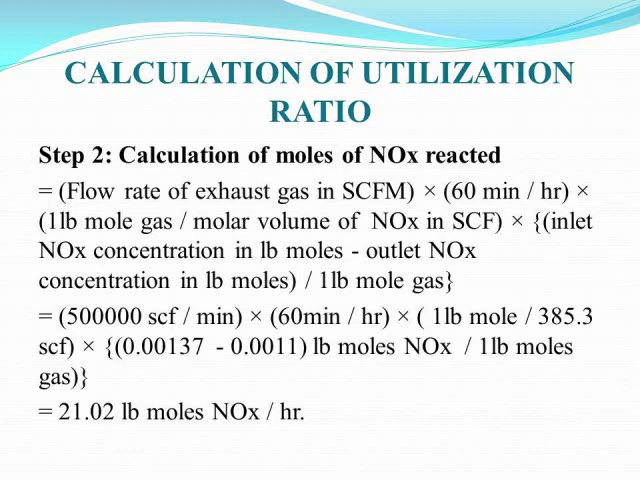 CALCULATION OF UTILIZATION
RATIO
Step 2: Calculation of moles of NOx reacted
= (Flow rate of exhaust gas in SCFM) × (60 min / hr) ×
(1lb mole gas / molar volume of NOx in SCF) × {(inlet
NOx concentration in lb moles - outlet NOx
concentration in lb moles) / 1lb mole gas}
= (500000 scf / min) × (60min / hr) × ( 1lb mole / 385.3
scf) × {(0.00137 - 0.0011) lb moles NOx / 1lb moles
gas)}
= 21.02 lb moles NOx / hr.